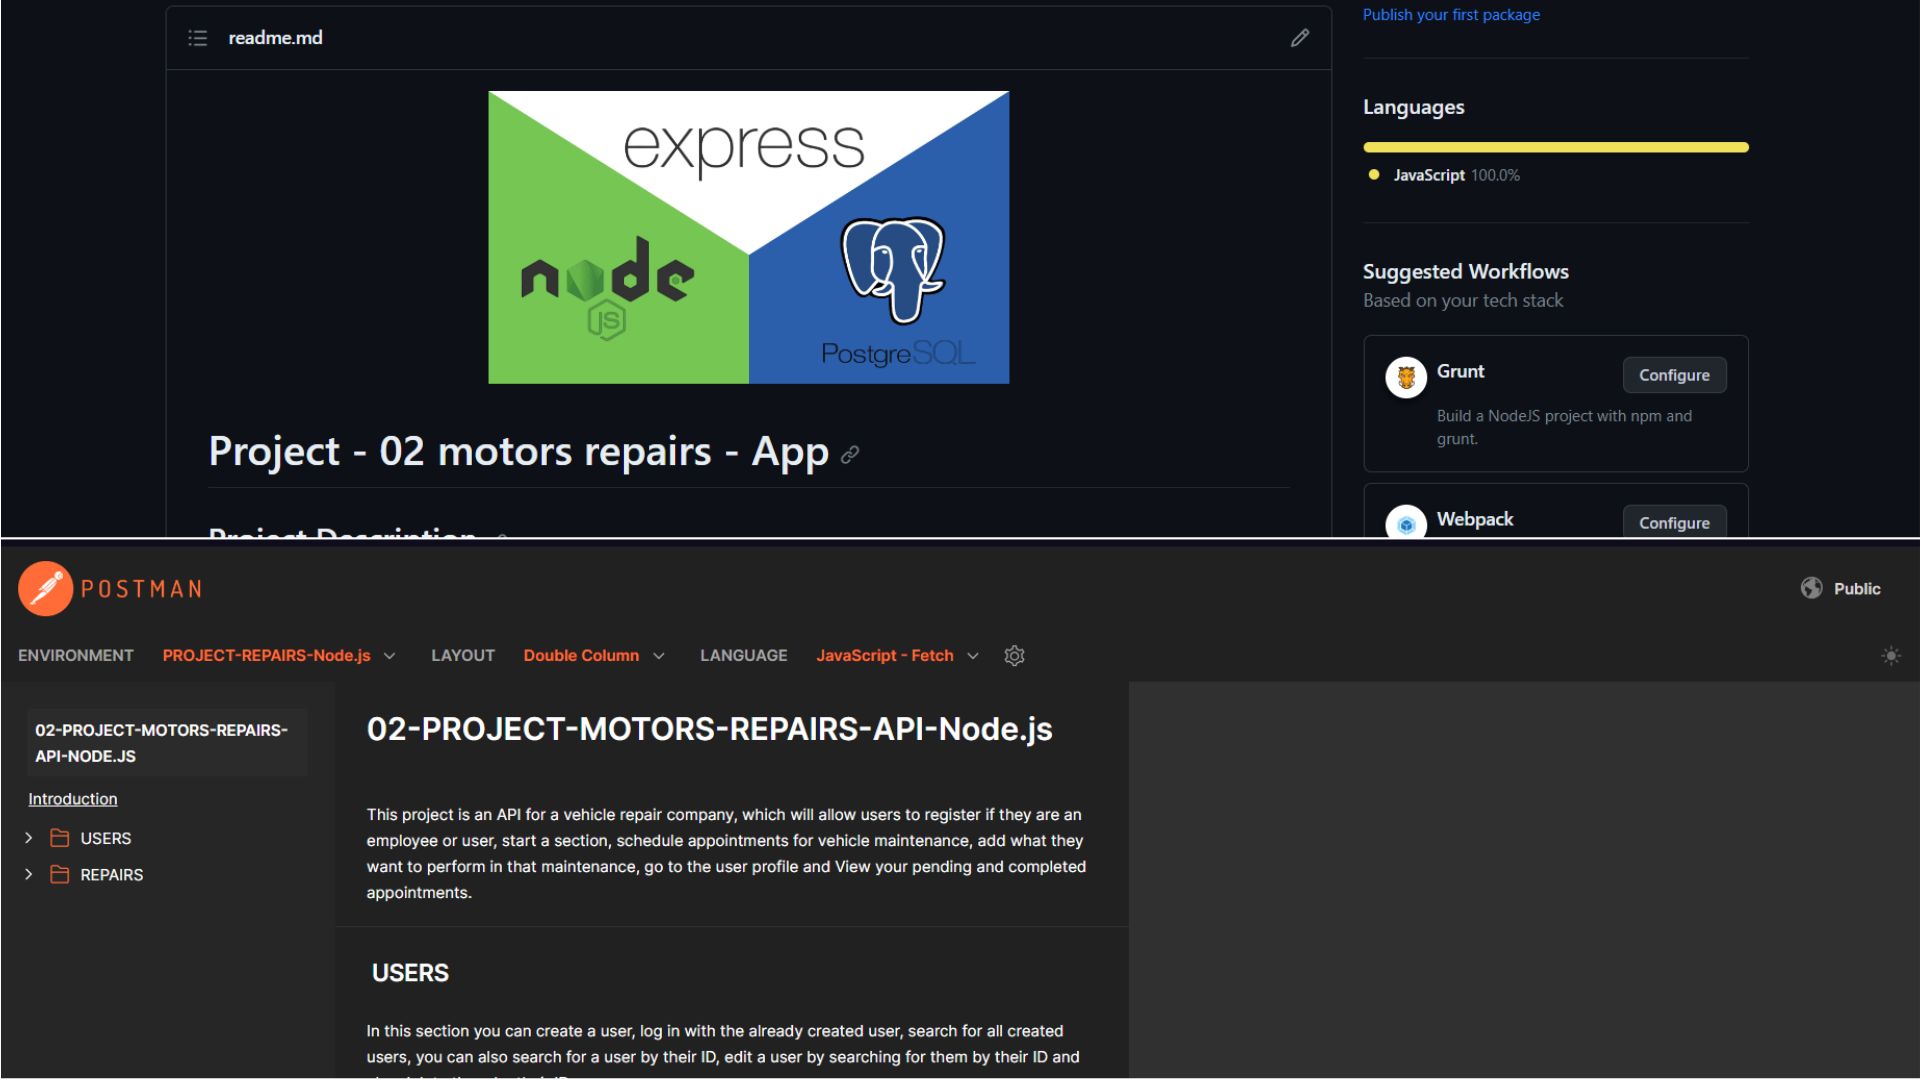 readme.md
express
node
JS
PostgreSQL
Project - 02 motors repairs - App
Project Description
Publish your first package
Languages
JavaScript 100.0%
Suggested Workflows
Based on your tech stack
Grunt
Configure
Build a NodeJS project with npm and
grunt.
Webpack
Configure
POSTMAN
Public
ENVIRONMENT PROJECT-REPAIRS-Node.js LAYOUT Double Column LANGUAGE JavaScript - Fetch
02-PROJECT-MOTORS-REPAIRS-
API-NODE.JS
Introduction
USERS
REPAIRS
02-PROJECT-MOTORS-REPAIRS-API-Node.js
This project is an API for a vehicle repair company, which will allow users to register if they are an
employee or user, start a section, schedule appointments for vehicle maintenance, add what they
want to perform in that maintenance, go to the user profile and View your pending and completed
appointments.
USERS
In this section you can create a user, log in with the already created user, search for all created
users, you can also search for a user by their ID, edit a user by searching for them by their ID and